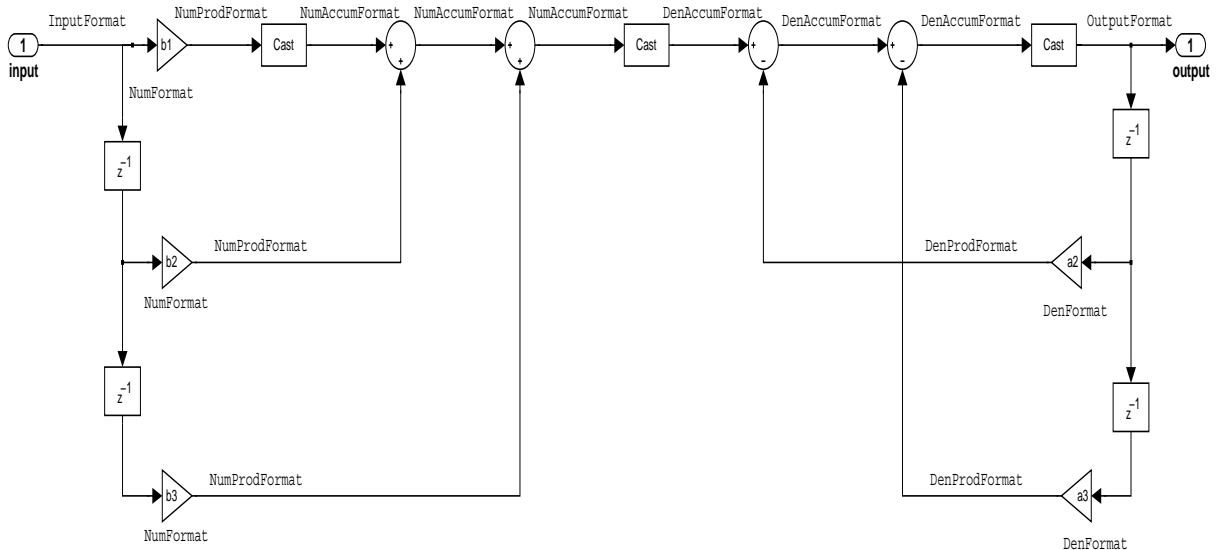 InputFormat
NumProdFormat
NumAccumFormat
NumAccumFormat
NumAccumFormat
DenAccumFormat
DenAccumFormat
DenAccumFormat
OutputFormat
1
b1
Cast
+
+
+
+
Cast
+
−
+
−
Cast
1
input
output
NumFormat
z−1
z−1
b2
NumProdFormat
DenProdFormat
a2
NumFormat
DenFormat
z−1
z−1
b3
NumProdFormat
DenProdFormat
a3
NumFormat
DenFormat